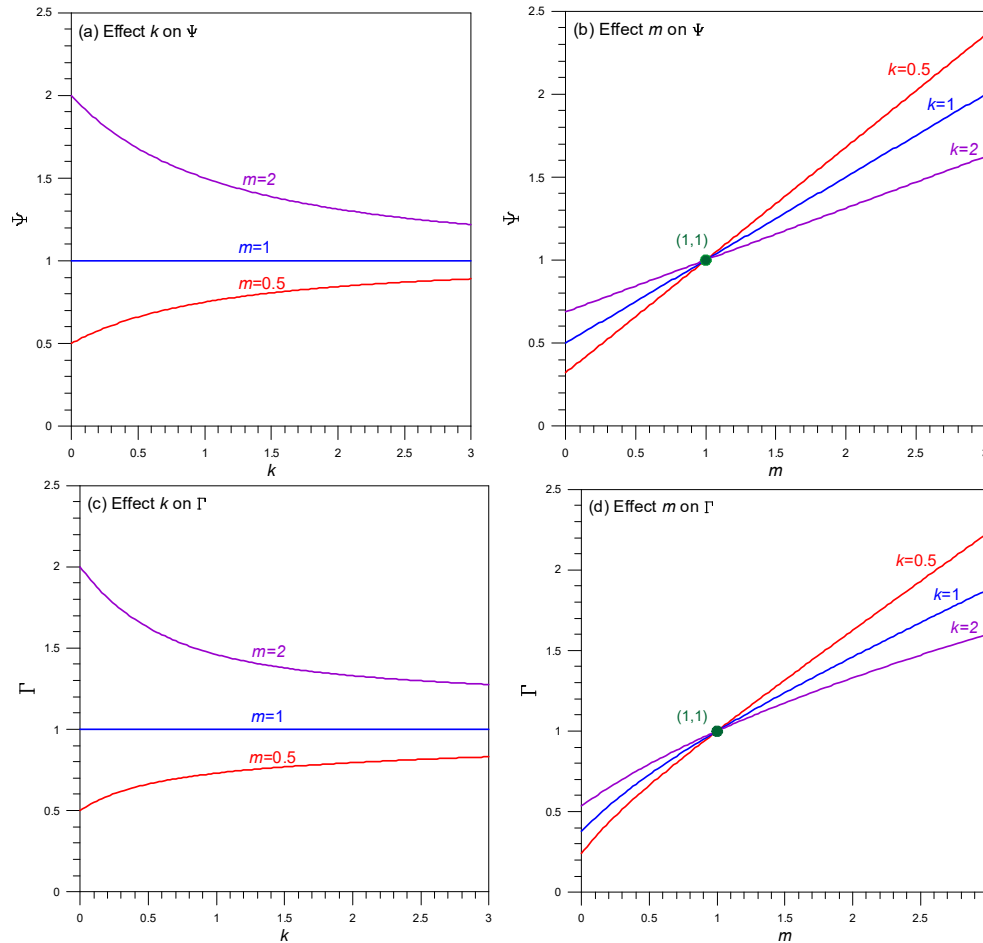 (a) Effect k on Ψ
2.5
2
1.5
1
0.5
0
Ψ
m=2
m=1
m=0.5
0 0.5 1 1.5 2 2.5 3
k
(b) Effect m on Ψ
2.5
2
1.5
1
0.5
0
Ψ
k=0.5
k=1
k=2
(1,1)
0 0.5 1 1.5 2 2.5 3
m
(c) Effect k on Γ
2.5
2
1.5
1
0.5
0
Γ
m=2
m=1
m=0.5
0 0.5 1 1.5 2 2.5 3
k
(d) Effect m on Γ
2.5
2
1.5
1
0.5
0
Γ
k=0.5
k=1
k=2
(1,1)
0 0.5 1 1.5 2 2.5 3
m